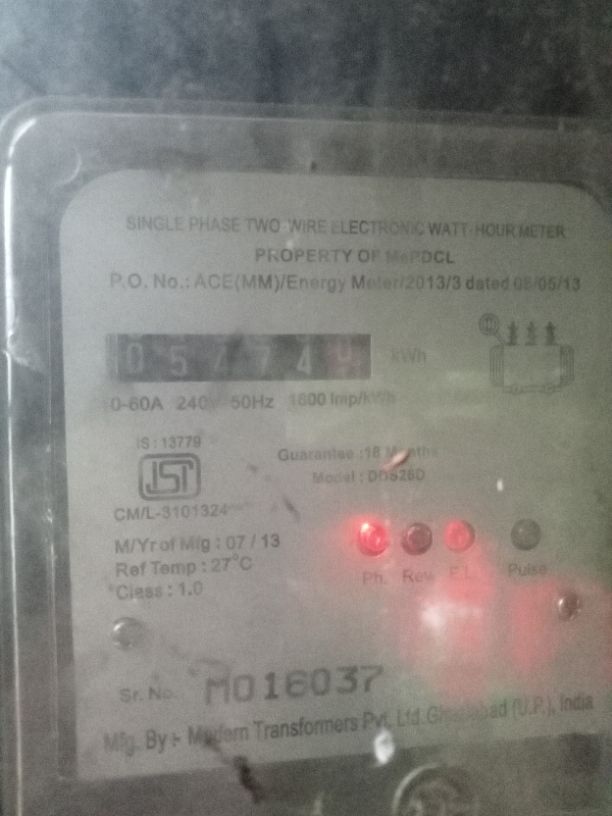 SINGLE PHASE TWO WIRE ELECTRONIC WATT-HOUR METER
PROPERTY OF MePDCL
P.O. No.: ACE(MM)/Energy Meter/2013/3 dated 08/05/13
0 5 7 7 4 kWh
10-60A 240V 50Hz 1600 Imp/kWh
IS : 13779
Guarantee :18 Months
Model : DDS28D
ISI
CM/L-3101324
M/Yr of Mfg : 07 / 13
Ref Temp : 27°C
Class : 1.0
Ph. Rev. Pulse
Sr. No. M016037
Mfg. By :- Modern Transformers Pvt. Ltd. Ghaziabad (U.P.), India